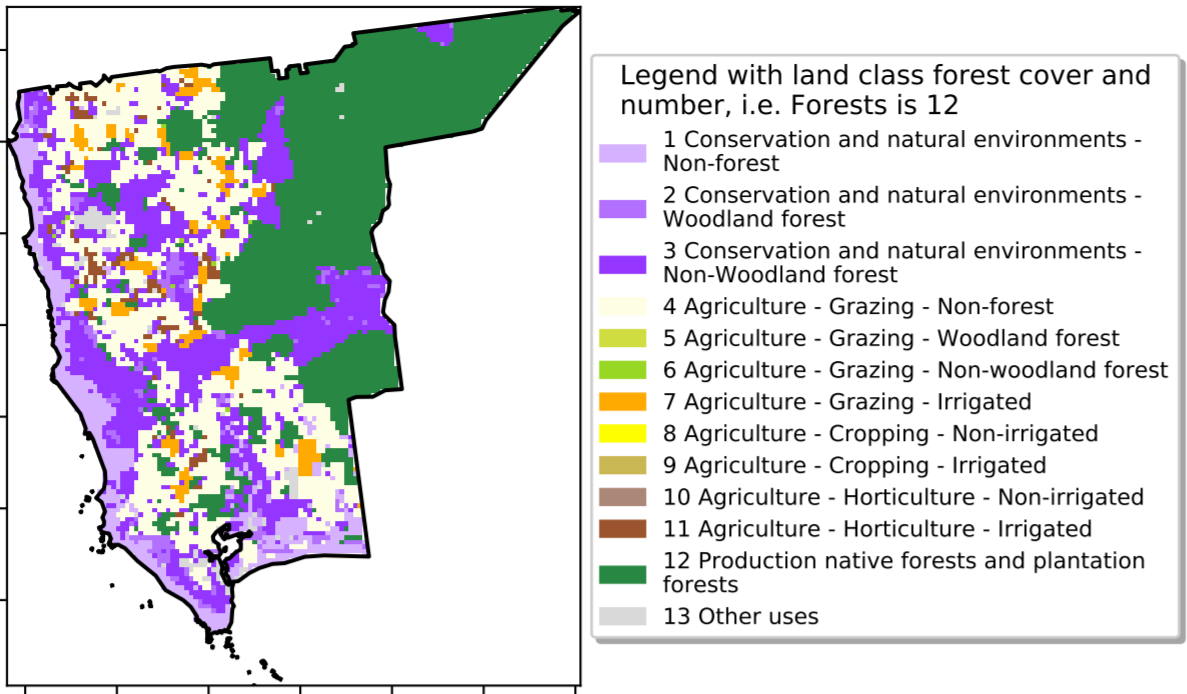 Legend with land class forest cover and
number, i.e. Forests is 12
1 Conservation and natural environments -
Non-forest
2 Conservation and natural environments -
Woodland forest
3 Conservation and natural environments -
Non-Woodland forest
4 Agriculture - Grazing - Non-forest
5 Agriculture - Grazing - Woodland forest
6 Agriculture - Grazing - Non-woodland forest
7 Agriculture - Grazing - Irrigated
8 Agriculture - Cropping - Non-irrigated
9 Agriculture - Cropping - Irrigated
10 Agriculture - Horticulture - Non-irrigated
11 Agriculture - Horticulture - Irrigated
12 Production native forests and plantation
forests
13 Other uses